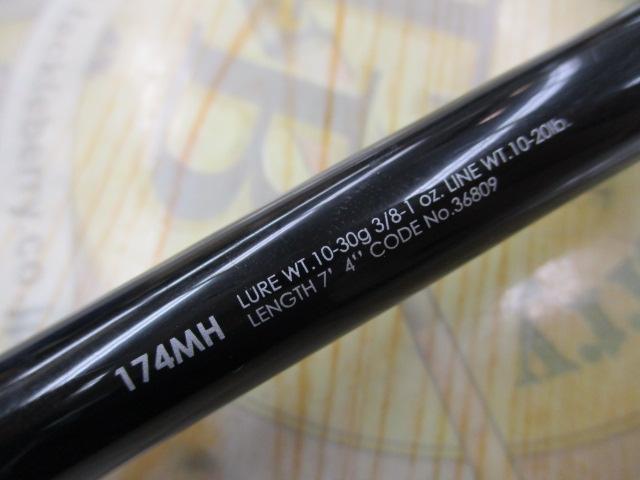 174MH
LURE WT.10-30g 3/8-1 oz. LINE WT.10-20lb.
LENGTH 7' 4'' CODE No.36809